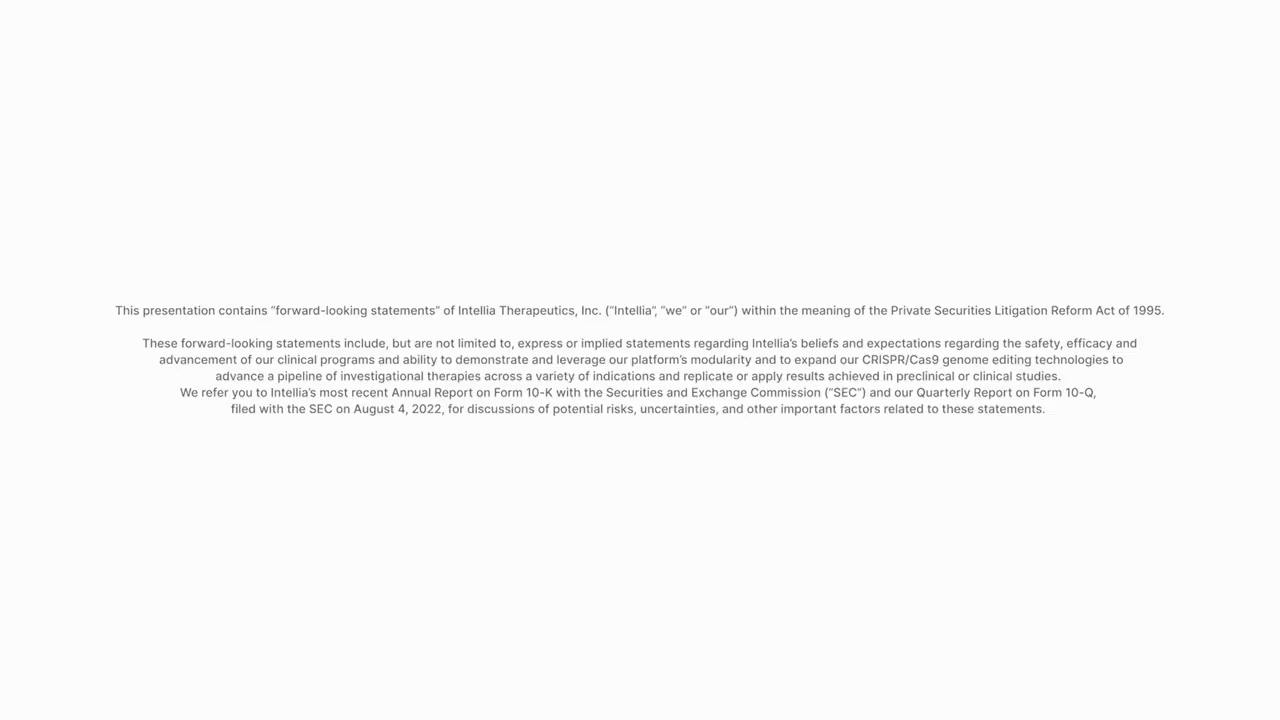 This presentation contains “forward-looking statements” of Intellia Therapeutics, Inc. (“Intellia”, “we” or “our”) within the meaning of the Private Securities Litigation Reform Act of 1995.
These forward-looking statements include, but are not limited to, express or implied statements regarding Intellia’s beliefs and expectations regarding the safety, efficacy and
advancement of our clinical programs and ability to demonstrate and leverage our platform’s modularity and to expand our CRISPR/Cas9 genome editing technologies to
advance a pipeline of investigational therapies across a variety of indications and replicate or apply results achieved in preclinical or clinical studies.
We refer you to Intellia’s most recent Annual Report on Form 10-K with the Securities and Exchange Commission (“SEC”) and our Quarterly Report on Form 10-Q,
filed with the SEC on August 4, 2022, for discussions of potential risks, uncertainties, and other important factors related to these statements.